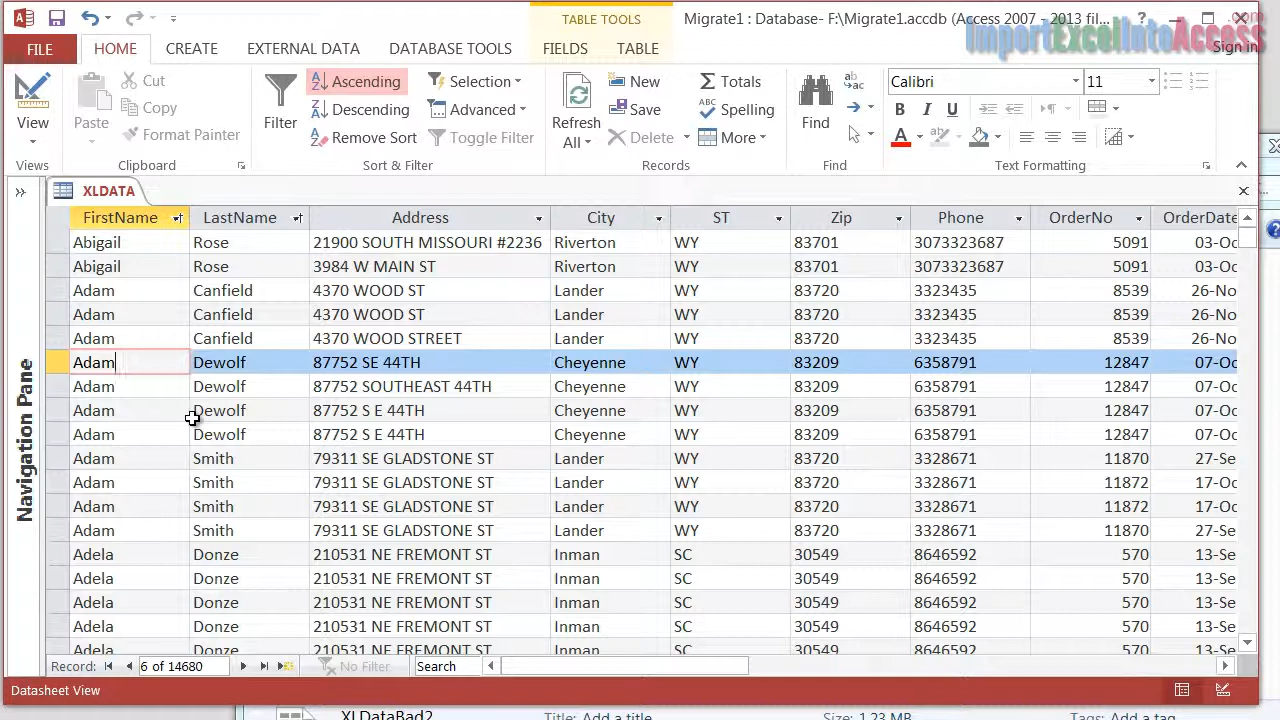 TABLE TOOLS
Migrate1 : Database- F:\Migrate1.accdb (Access 2007 - 2013 fil...
ImportExcelIntoAccess
.com
Sign in
FILE HOME CREATE EXTERNAL DATA DATABASE TOOLS FIELDS TABLE
View
Views
Paste
Cut
Copy
Format Painter
Clipboard
Filter
Ascending
Descending
Remove Sort
Selection
Advanced
Toggle Filter
Sort & Filter
Refresh
All
New
Save
Delete
Totals
Spelling
More
Records
Find
Find
Calibri 11
Text Formatting
XLDATA
Navigation Pane
FirstName LastName Address City ST Zip Phone OrderNo OrderDate
Abigail Rose 21900 SOUTH MISSOURI #2236 Riverton WY 83701 3073323687 5091 03-Oc
Abigail Rose 3984 W MAIN ST Riverton WY 83701 3073323687 5091 03-Oc
Adam Canfield 4370 WOOD ST Lander WY 83720 3323435 8539 26-No
Adam Canfield 4370 WOOD ST Lander WY 83720 3323435 8539 26-No
Adam Canfield 4370 WOOD STREET Lander WY 83720 3323435 8539 26-No
Adam Dewolf 87752 SE 44TH Cheyenne WY 83209 6358791 12847 07-Oc
Adam Dewolf 87752 SOUTHEAST 44TH Cheyenne WY 83209 6358791 12847 07-Oc
Adam Dewolf 87752 S E 44TH Cheyenne WY 83209 6358791 12847 07-Oc
Adam Dewolf 87752 S E 44TH Cheyenne WY 83209 6358791 12847 07-Oc
Adam Smith 79311 SE GLADSTONE ST Lander WY 83720 3328671 11870 27-Se
Adam Smith 79311 SE GLADSTONE ST Lander WY 83720 3328671 11872 17-Oc
Adam Smith 79311 SE GLADSTONE ST Lander WY 83720 3328671 11872 17-Oc
Adam Smith 79311 SE GLADSTONE ST Lander WY 83720 3328671 11870 27-Se
Adela Donze 210531 NE FREMONT ST Inman SC 30549 8646592 570 13-Se
Adela Donze 210531 NE FREMONT ST Inman SC 30549 8646592 570 13-Se
Adela Donze 210531 NE FREMONT ST Inman SC 30549 8646592 570 13-Se
Adela Donze 210531 NE FREMONT ST Inman SC 30549 8646592 570 13-Se
Adela Donze 210531 NE FREMONT ST Inman SC 30549 8646592 570 13-Se
Record: 6 of 14680 No Filter Search
Datasheet View
XLDataBad2 Title: Add a title Size: 1.23 MB Tags: Add a tag